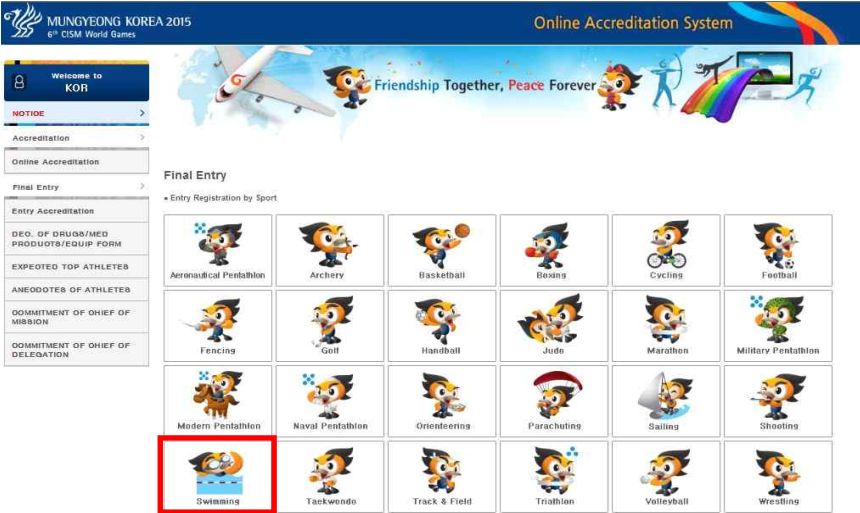 MUNGYEONG KOREA 2015
6th CISM World Games
Online Accreditation System
Welcome to
KOR
NOTICE
Accreditation
Online Accreditation
Final Entry
Entry Accreditation
DEC. OF DRUGS/MED
PRODUCTS/EQUIP FORM
EXPECTED TOP ATHLETES
ANECDOTES OF ATHLETES
COMMITMENT OF CHIEF OF
MISSION
COMMITMENT OF CHIEF OF
DELEGATION
Friendship Together, Peace Forever
Final Entry
Entry Registration by Sport
Aeronautical Pentathlon
Archery
Basketball
Boxing
Cycling
Football
Fencing
Golf
Handball
Judo
Marathon
Military Pentathlon
Modern Pentathlon
Naval Pentathlon
Orienteering
Parachuting
Sailing
Shooting
Swimming
Taekwondo
Track & Field
Triathlon
Volleyball
Wrestling